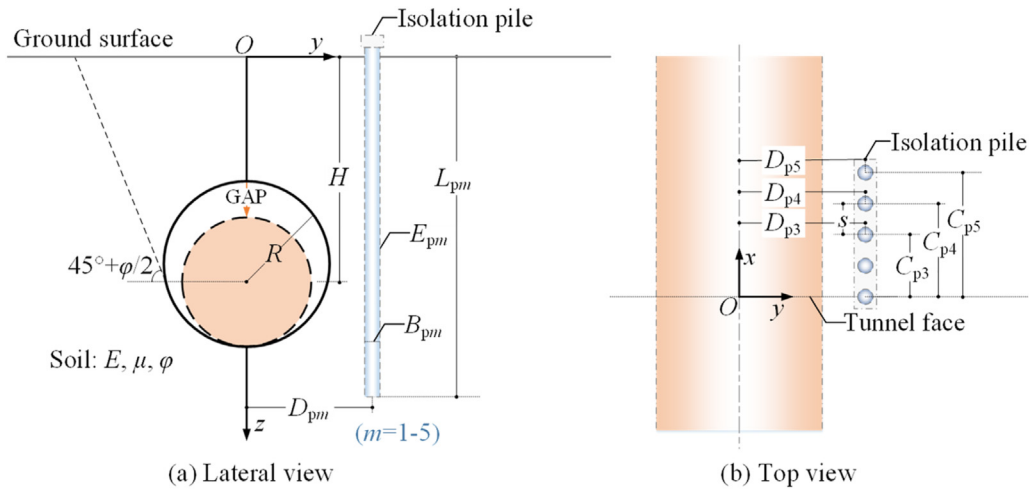 Isolation pile
Ground surface
O
y
H
L_pm
GAP
R
E_pm
45°+φ/2
B_pm
Soil: E, μ, φ
D_pm
z
(m=1-5)
(a) Lateral view
Isolation pile
D_p5
D_p4
D_p3
s
C_p5
C_p4
C_p3
x
O
y
Tunnel face
(b) Top view